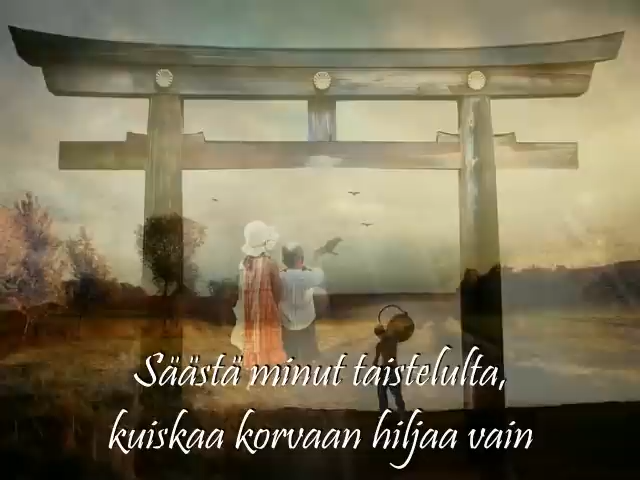 Säästä minut taistelulta,
kuiskaa korvaan hiljaa vain